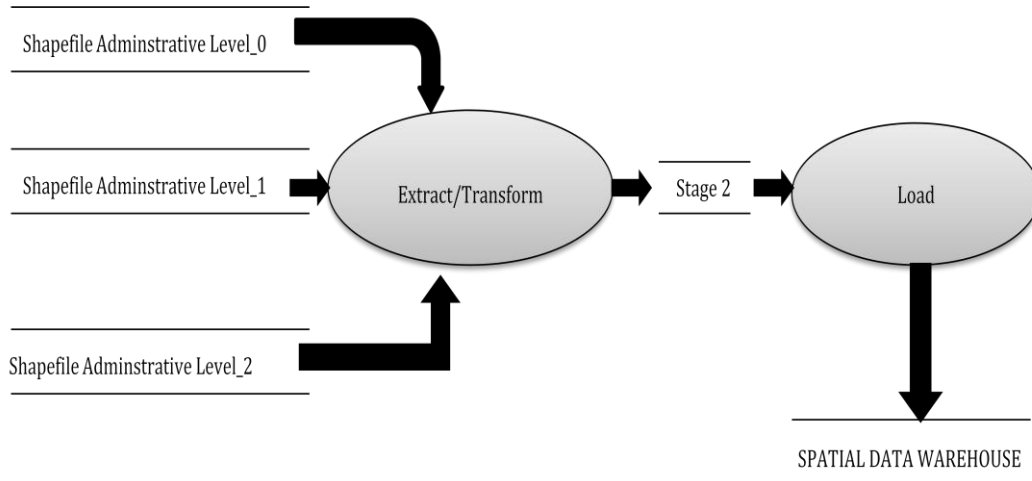 Shapefile Adminstrative Level_0
Shapefile Adminstrative Level_1
Extract/Transform
Stage 2
Load
Shapefile Adminstrative Level_2
SPATIAL DATA WAREHOUSE